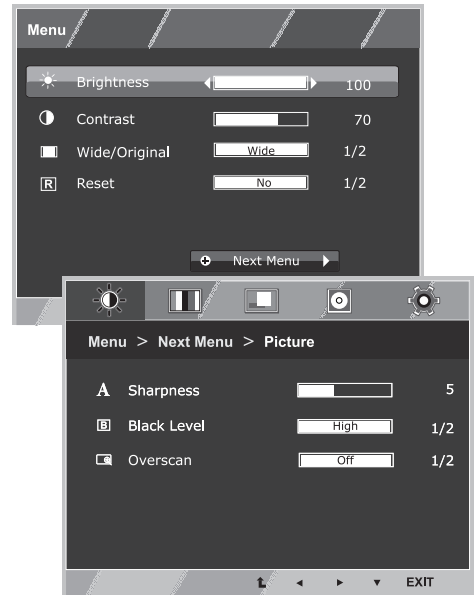 Menu
Brightness 100
Contrast 70
Wide/Original Wide 1/2
R Reset No 1/2
Next Menu
Menu > Next Menu > Picture
A Sharpness 5
B Black Level High 1/2
Overscan Off 1/2
EXIT